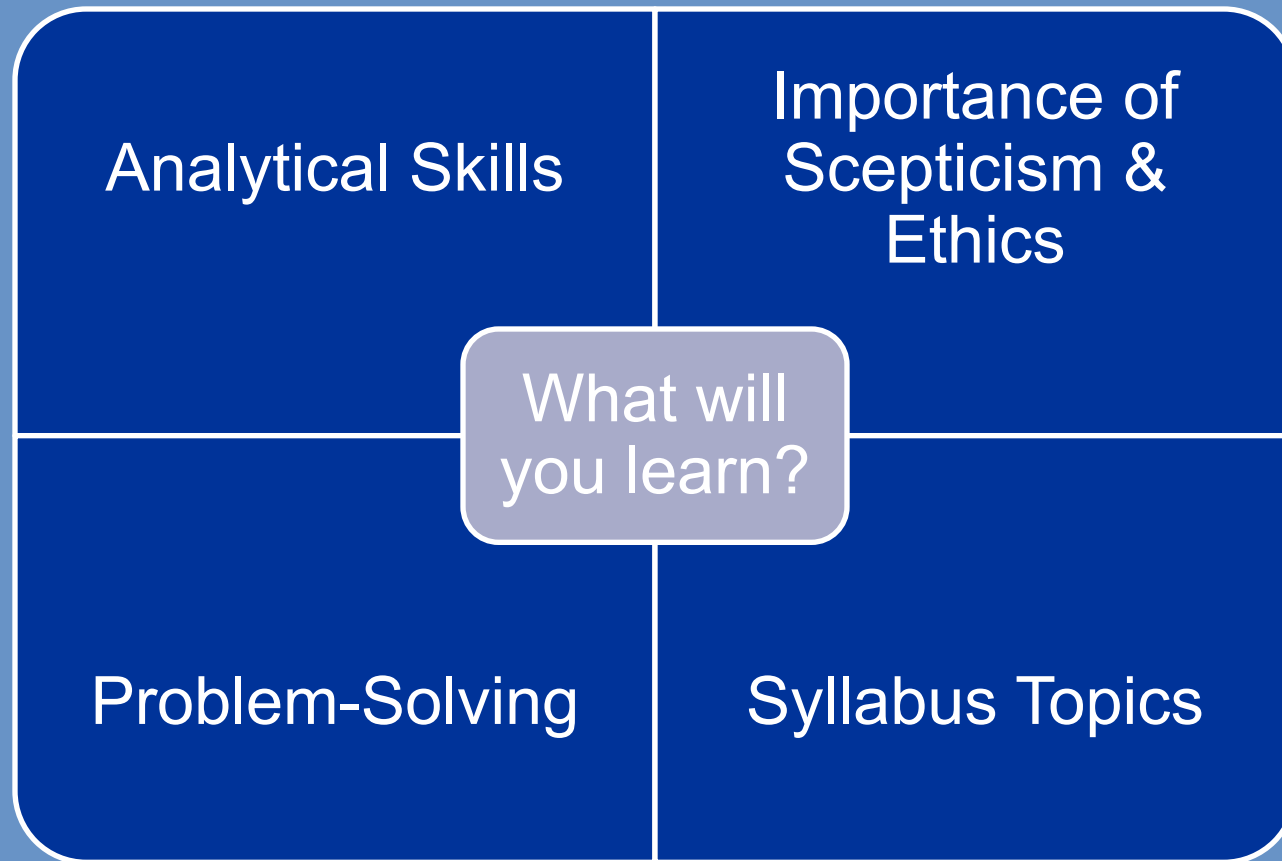 Analytical Skills
Importance of
Scepticism &
Ethics
What will
you learn?
Problem-Solving
Syllabus Topics